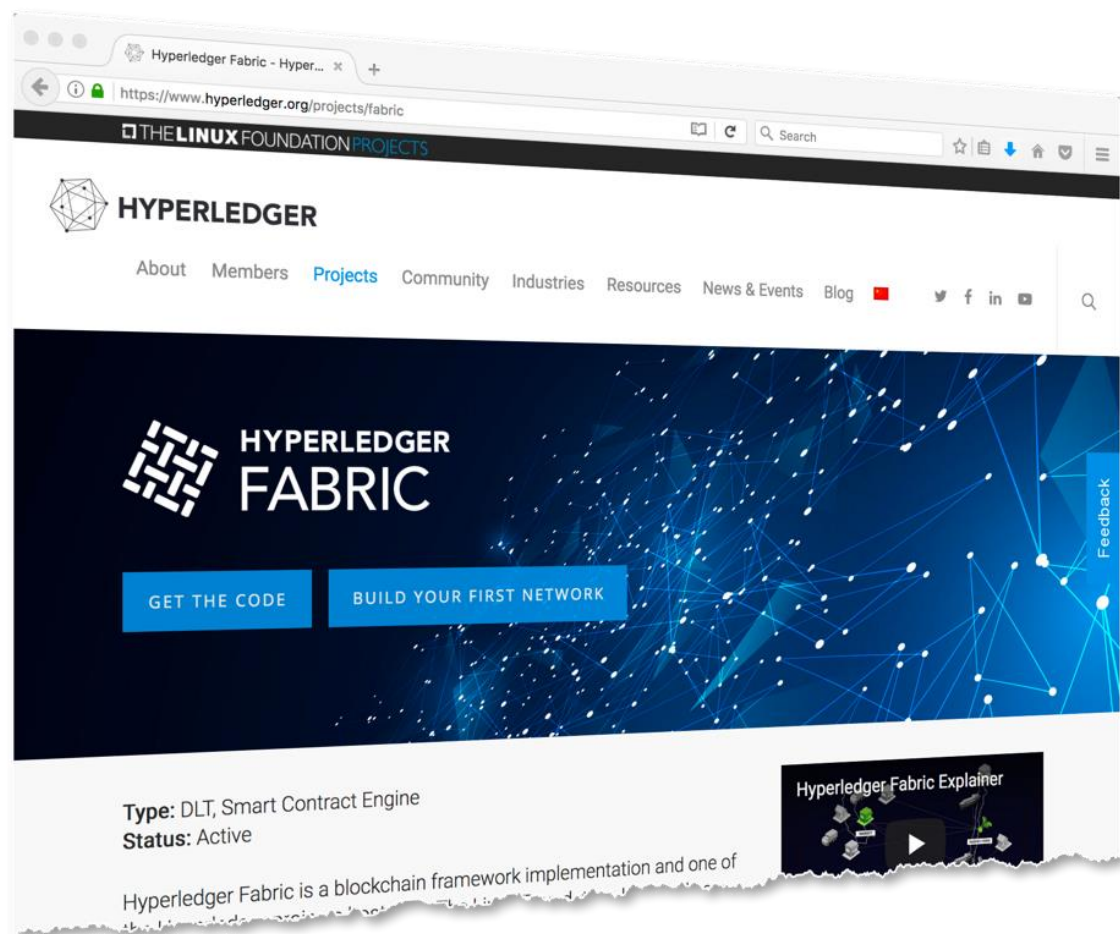 Hyperledger Fabric - Hyper...
https://www.hyperledger.org/projects/fabric
Search
THE LINUX FOUNDATION PROJECTS
HYPERLEDGER
About Members Projects Community Industries Resources News & Events Blog
HYPERLEDGER
FABRIC
GET THE CODE BUILD YOUR FIRST NETWORK
Feedback
Type: DLT, Smart Contract Engine
Status: Active
Hyperledger Fabric Explainer
Hyperledger Fabric is a blockchain framework implementation and one of